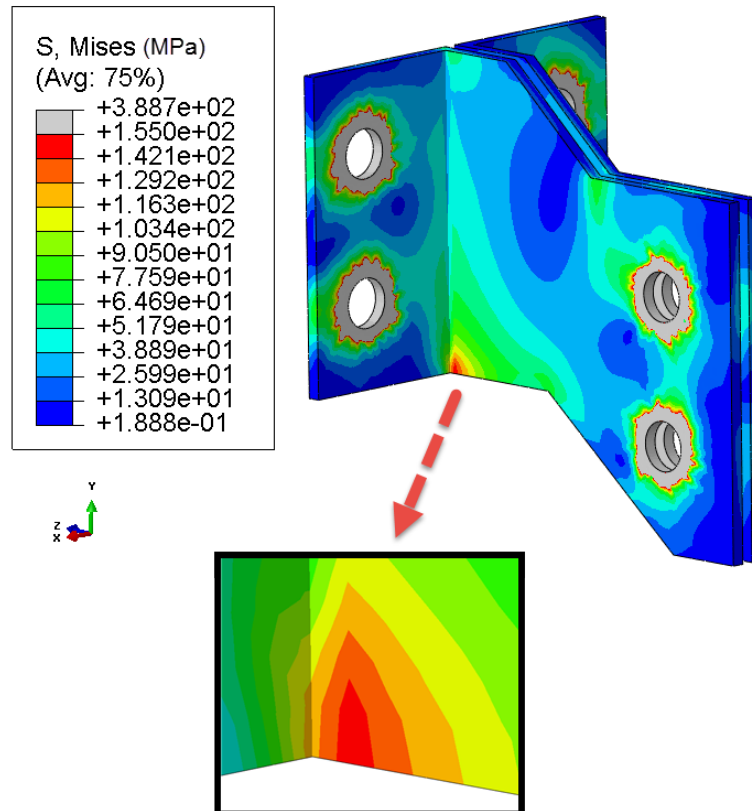 S, Mises (MPa)
(Avg: 75%)
+3.887e+02
+1.550e+02
+1.421e+02
+1.292e+02
+1.163e+02
+1.034e+02
+9.050e+01
+7.759e+01
+6.469e+01
+5.179e+01
+3.889e+01
+2.599e+01
+1.309e+01
+1.888e-01
Y
Z
X